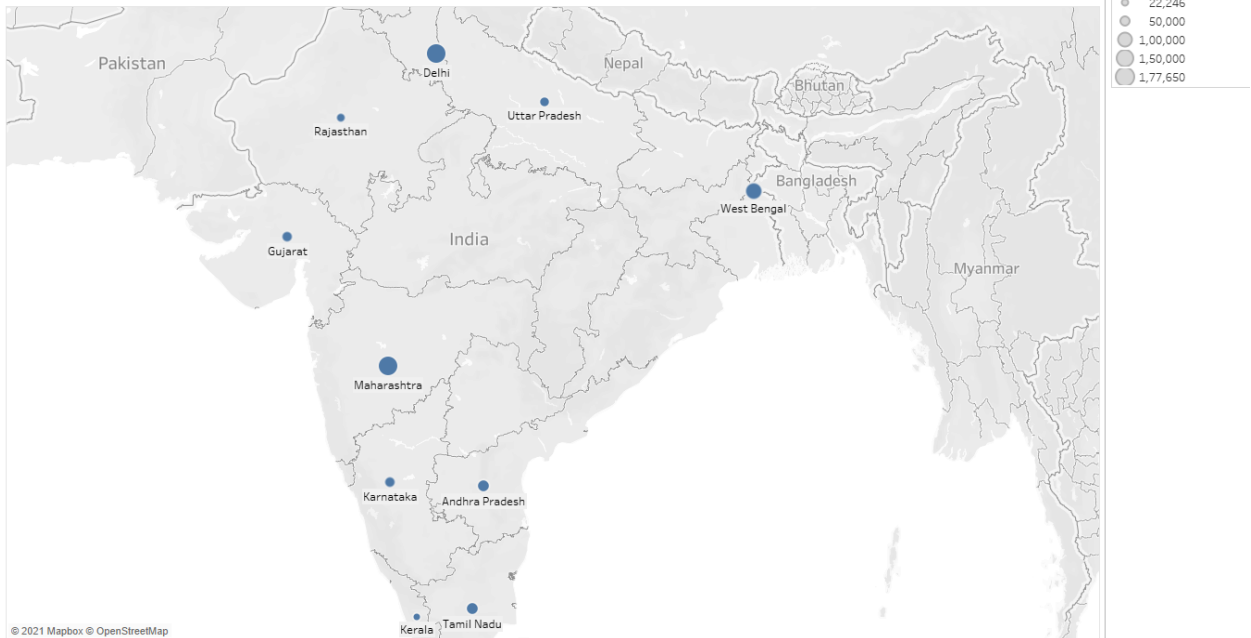 22,246
50,000
1,00,000
1,50,000
1,77,650
Pakistan
Delhi
Nepal
Bhutan
Uttar Pradesh
Rajasthan
Bangladesh
West Bengal
India
Gujarat
Myanmar
Maharashtra
Karnataka
Andhra Pradesh
Kerala
Tamil Nadu
© 2021 Mapbox © OpenStreetMap